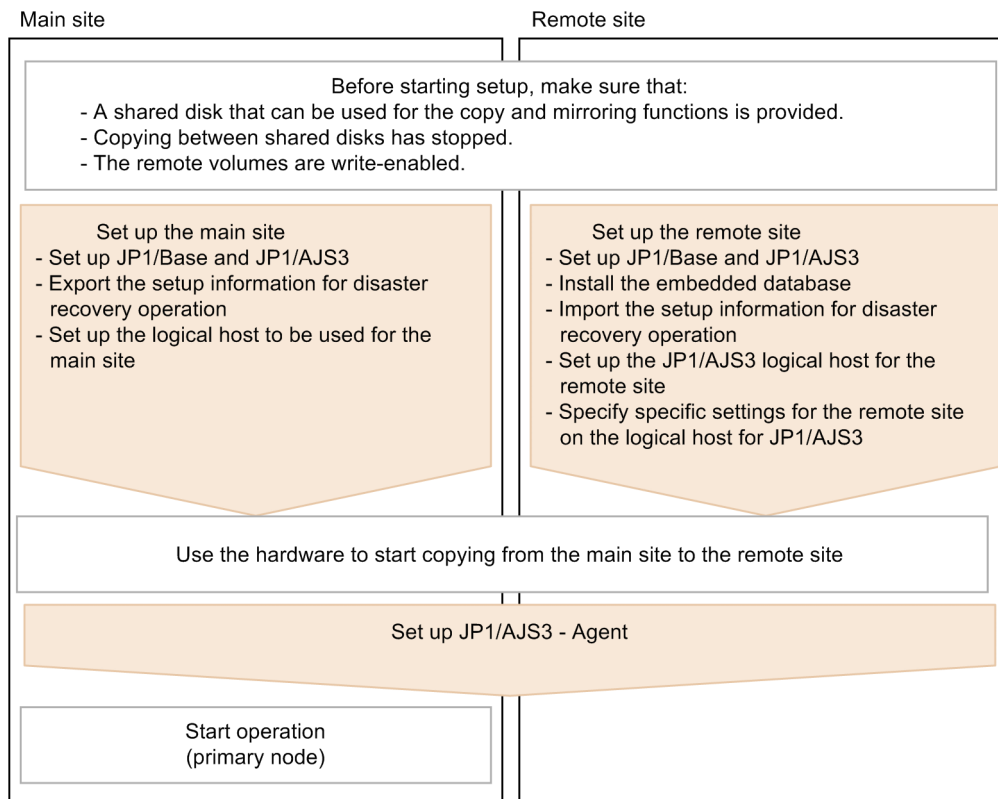 Main site
Remote site
Before starting setup, make sure that:
- A shared disk that can be used for the copy and mirroring functions is provided.
- Copying between shared disks has stopped.
- The remote volumes are write-enabled.
Set up the main site
- Set up JP1/Base and JP1/AJS3
- Export the setup information for disaster
recovery operation
- Set up the logical host to be used for the
main site
Set up the remote site
- Set up JP1/Base and JP1/AJS3
- Install the embedded database
- Import the setup information for disaster
recovery operation
- Set up the JP1/AJS3 logical host for the
remote site
- Specify specific settings for the remote site
on the logical host for JP1/AJS3
Use the hardware to start copying from the main site to the remote site
Set up JP1/AJS3 - Agent
Start operation
(primary node)